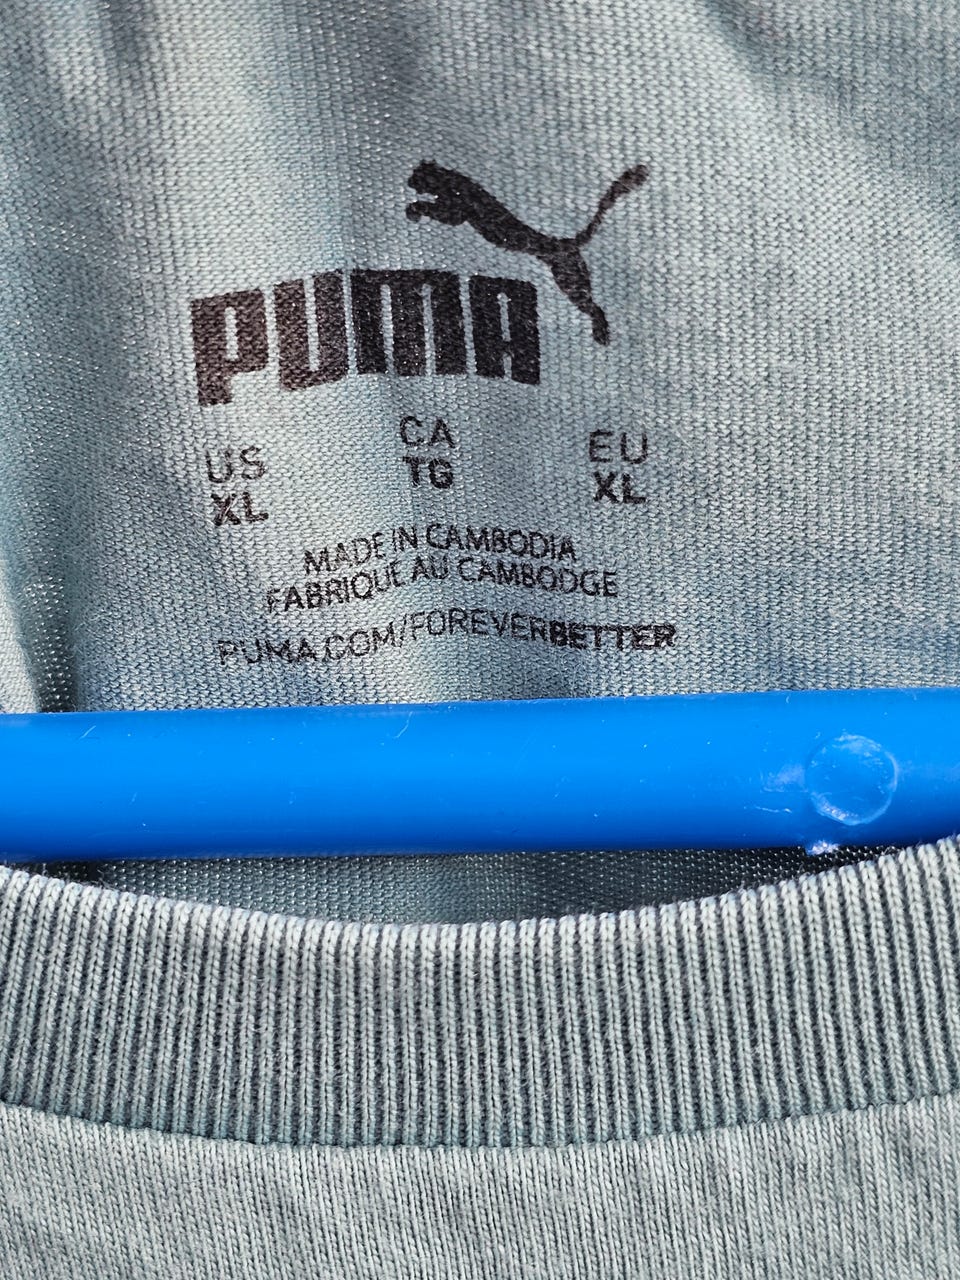 PUMA
US CA EU
XL TG XL
MADE IN CAMBODIA
FABRIQUE AU CAMBODGE
PUMA.COM/FOREVERBETTER